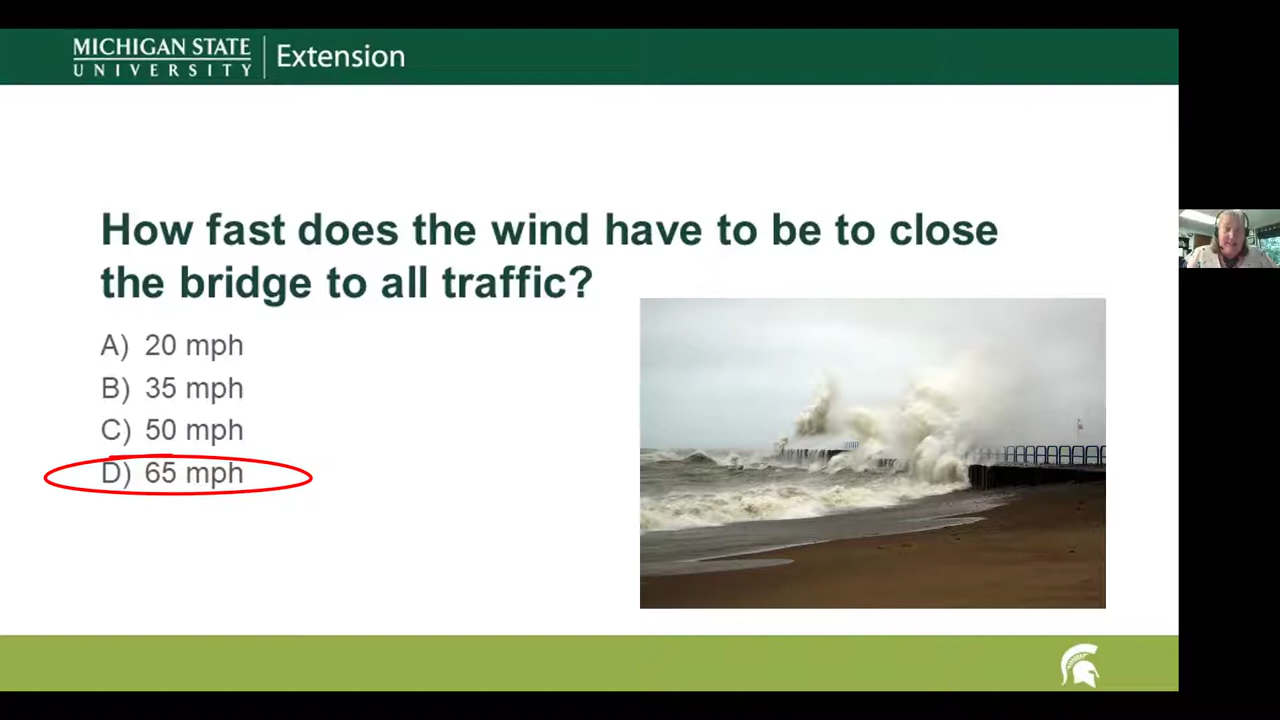 MICHIGAN STATE
UNIVERSITY
Extension
How fast does the wind have to be to close
the bridge to all traffic?
A) 20 mph
B) 35 mph
C) 50 mph
D) 65 mph